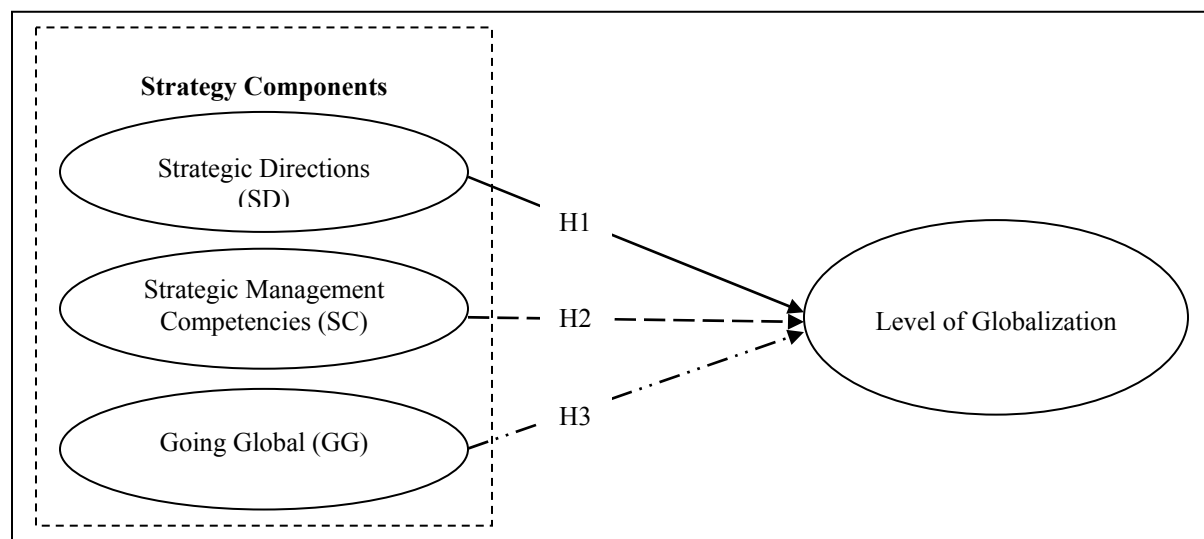 Strategy Components
Strategic Directions
(SD)
H1
Strategic Management
Competencies (SC)
H2
Level of Globalization
H3
Going Global (GG)